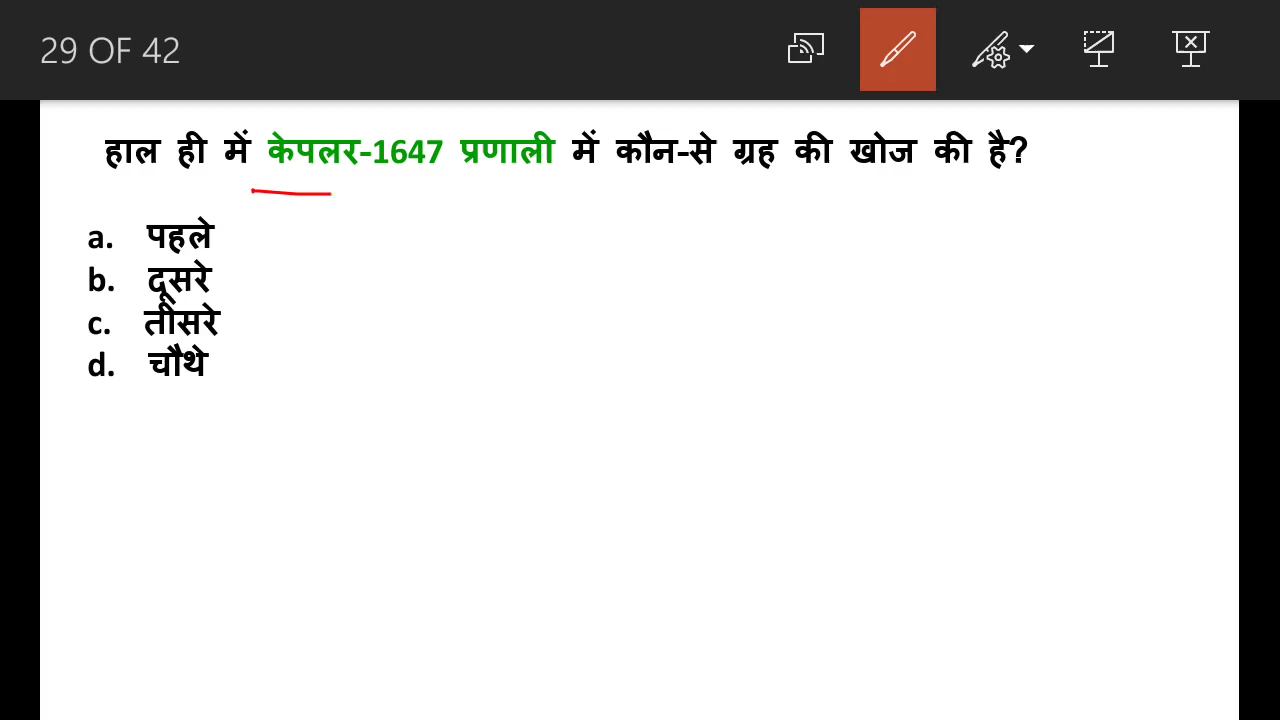 29 OF 42
हाल ही में केपलर-1647 प्रणाली में कौन-से ग्रह की खोज की है?
a. पहले
b. दूसरे
c. तीसरे
d. चौथे